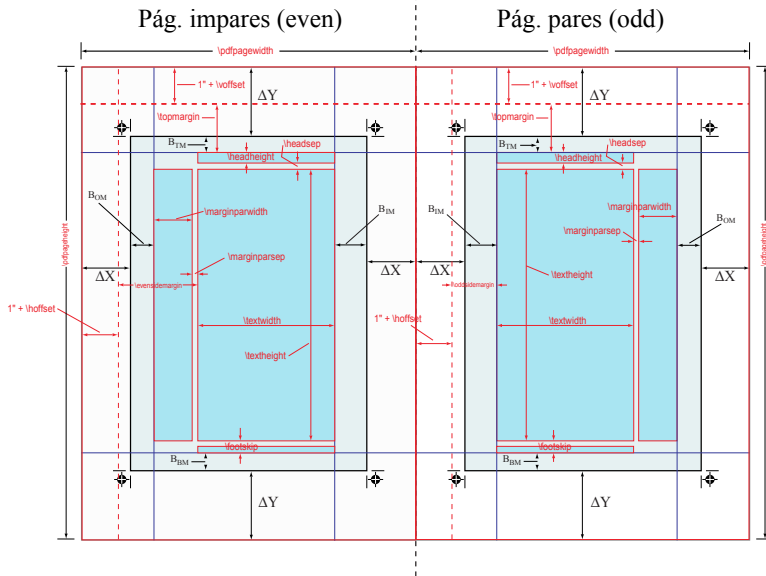 Pág. impares (even)
Pág. pares (odd)
\pdfpagewidth
\pdfpagewidth
1" + \voffset
ΔY
1" + \voffset
ΔY
\topmargin
\topmargin
BTM
\headsep
\headheight
BTM
\headsep
\headheight
BOM
\marginparwidth
BIM
BIM
\marginparwidth
BOM
\marginparsep
\marginparsep
\pdfpageheight
\pdfpageheight
ΔX
\evensidemargin
ΔX
ΔX
\oddsidemargin
\textheight
ΔX
1" + \hoffset
\textwidth
\textheight
1" + \hoffset
\textwidth
\footskip
\footskip
BBM
BBM
ΔY
ΔY